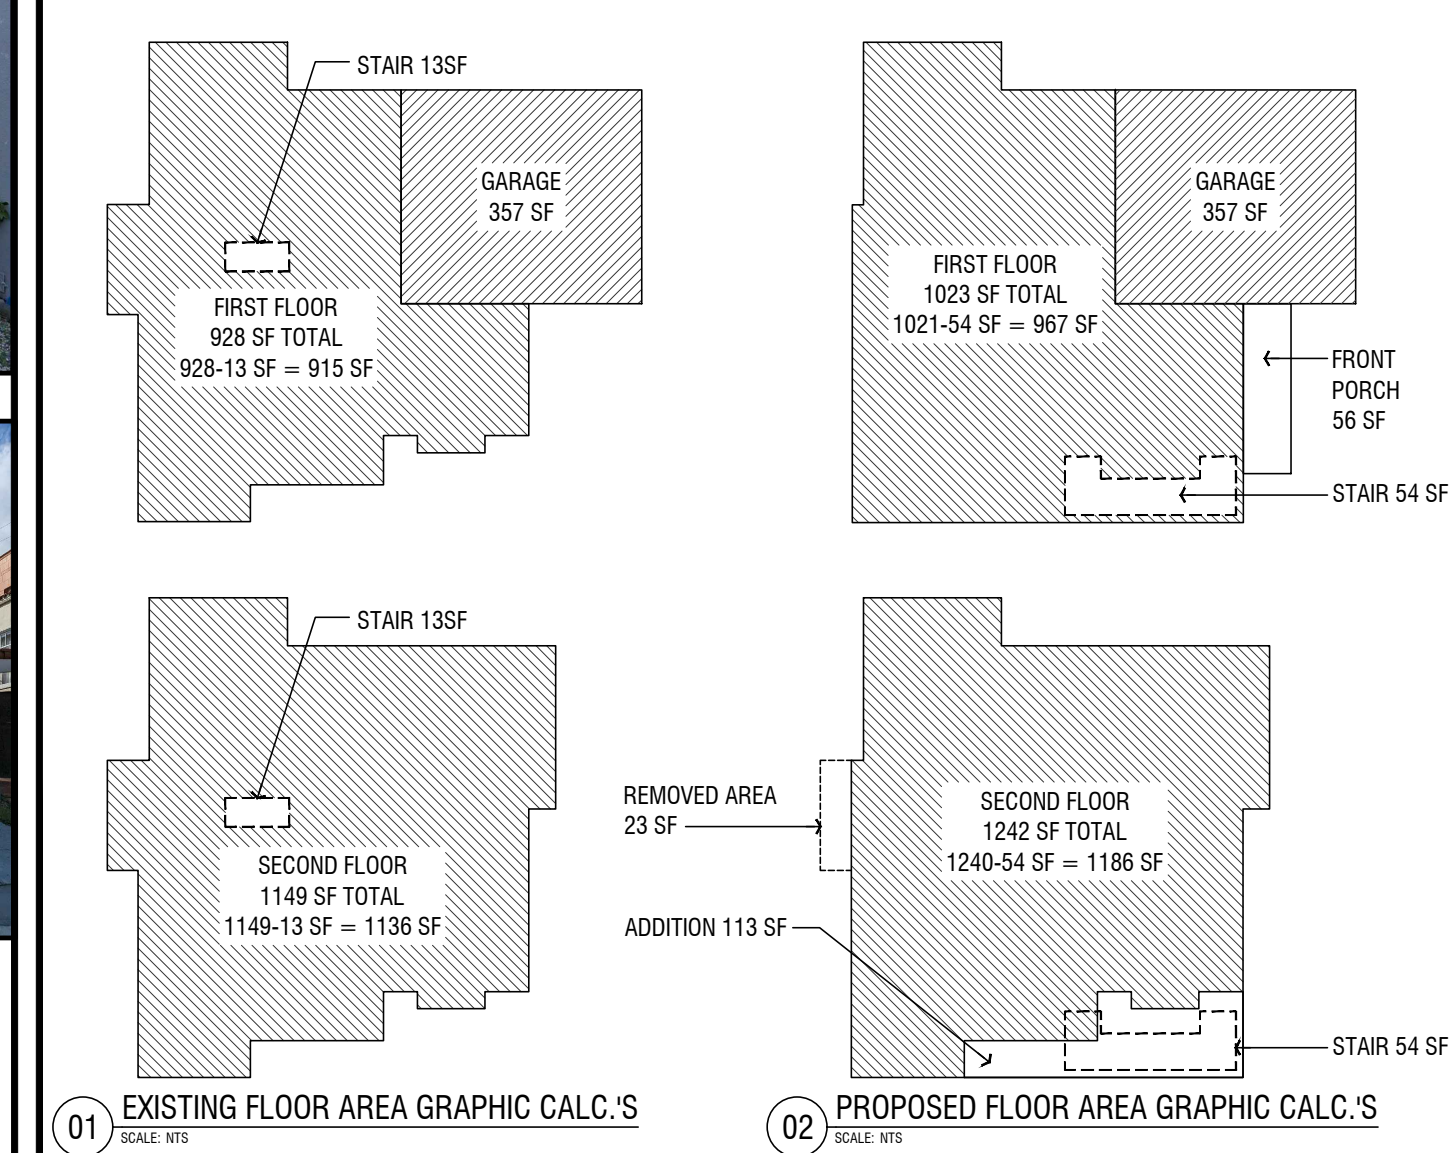 STAIR 13SF
GARAGE
357 SF
FIRST FLOOR
928 SF TOTAL
928-13 SF = 915 SF
STAIR 13SF
SECOND FLOOR
1149 SF TOTAL
1149-13 SF = 1136 SF
01
EXISTING FLOOR AREA GRAPHIC CALC.'S
SCALE: NTS
GARAGE
357 SF
FIRST FLOOR
1023 SF TOTAL
1021-54 SF = 967 SF
FRONT
PORCH
56 SF
STAIR 54 SF
REMOVED AREA
23 SF
SECOND FLOOR
1242 SF TOTAL
1240-54 SF = 1186 SF
ADDITION 113 SF
STAIR 54 SF
02
PROPOSED FLOOR AREA GRAPHIC CALC.'S
SCALE: NTS